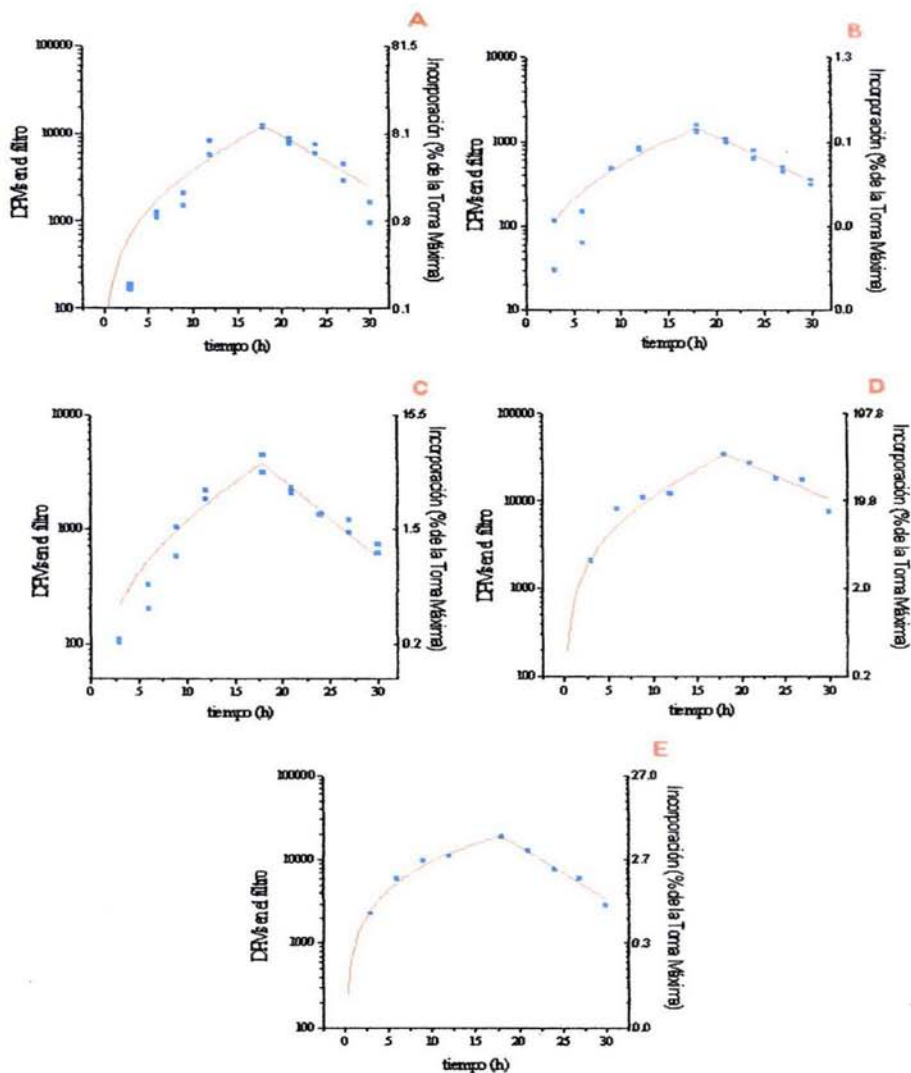 A
100000
10000
1000
100
DPMs en el filtro
0 5 10 15 20 25 30
tiempo (h)
81.5
8.1
0.8
0.1
Incorporación (% de la Toma Máxima)
B
10000
1000
100
10
DPMs en el filtro
0 5 10 15 20 25 30
tiempo (h)
1.3
0.1
0.0
0.0
Incorporación (% de la Toma Máxima)
C
10000
1000
100
DPMs en el filtro
0 5 10 15 20 25 30
tiempo (h)
15.5
1.5
0.2
Incorporación (% de la Toma Máxima)
D
100000
10000
1000
100
DPMs en el filtro
0 5 10 15 20 25 30
tiempo (h)
197.8
19.8
2.0
0.2
Incorporación (% de la Toma Máxima)
E
100000
10000
1000
100
DPMs en el filtro
0 5 10 15 20 25 30
tiempo (h)
27.0
2.7
0.3
0.0
Incorporación (% de la Toma Máxima)